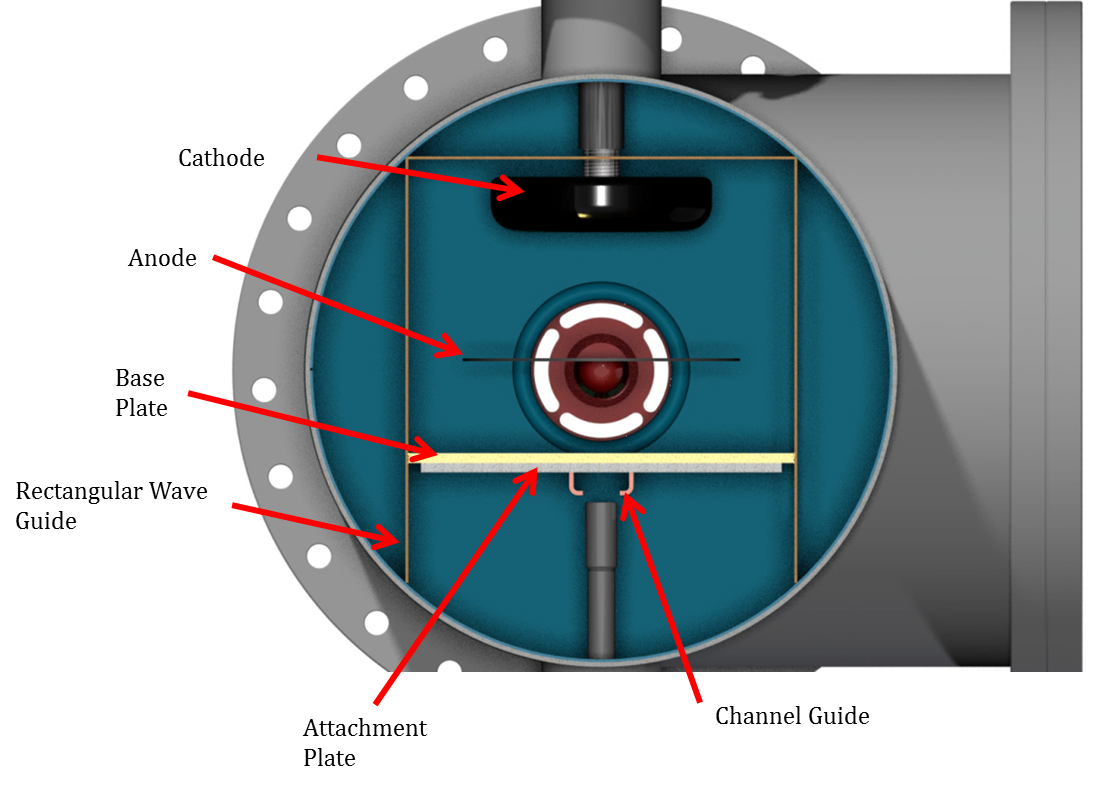 Cathode
Anode
Base
Plate
Rectangular Wave
Guide
Attachment
Plate
Channel Guide